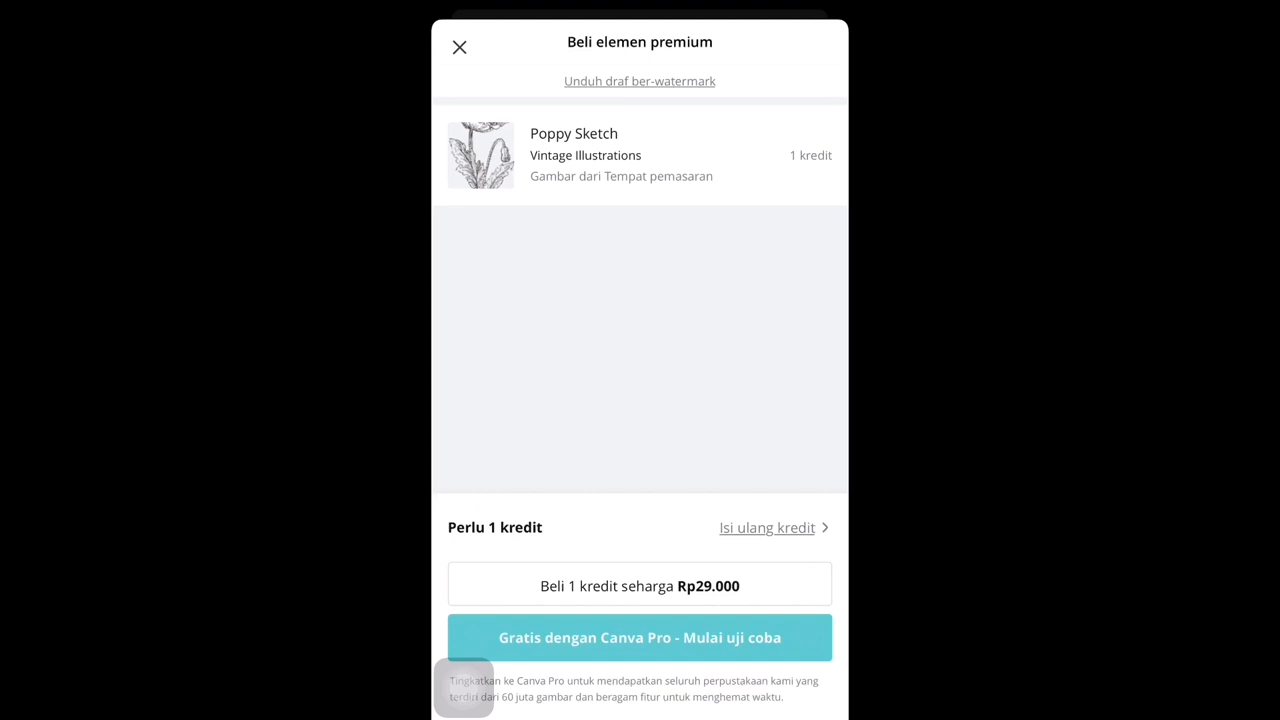 Beli elemen premium
Unduh draf ber-watermark
Poppy Sketch
Vintage Illustrations
1 kredit
Gambar dari Tempat pemasaran
Perlu 1 kredit
Isi ulang kredit
Beli 1 kredit seharga Rp29.000
Gratis dengan Canva Pro - Mulai uji coba
Tingkatkan ke Canva Pro untuk mendapatkan seluruh perpustakaan kami yang
terdiri dari 60 juta gambar dan beragam fitur untuk menghemat waktu.